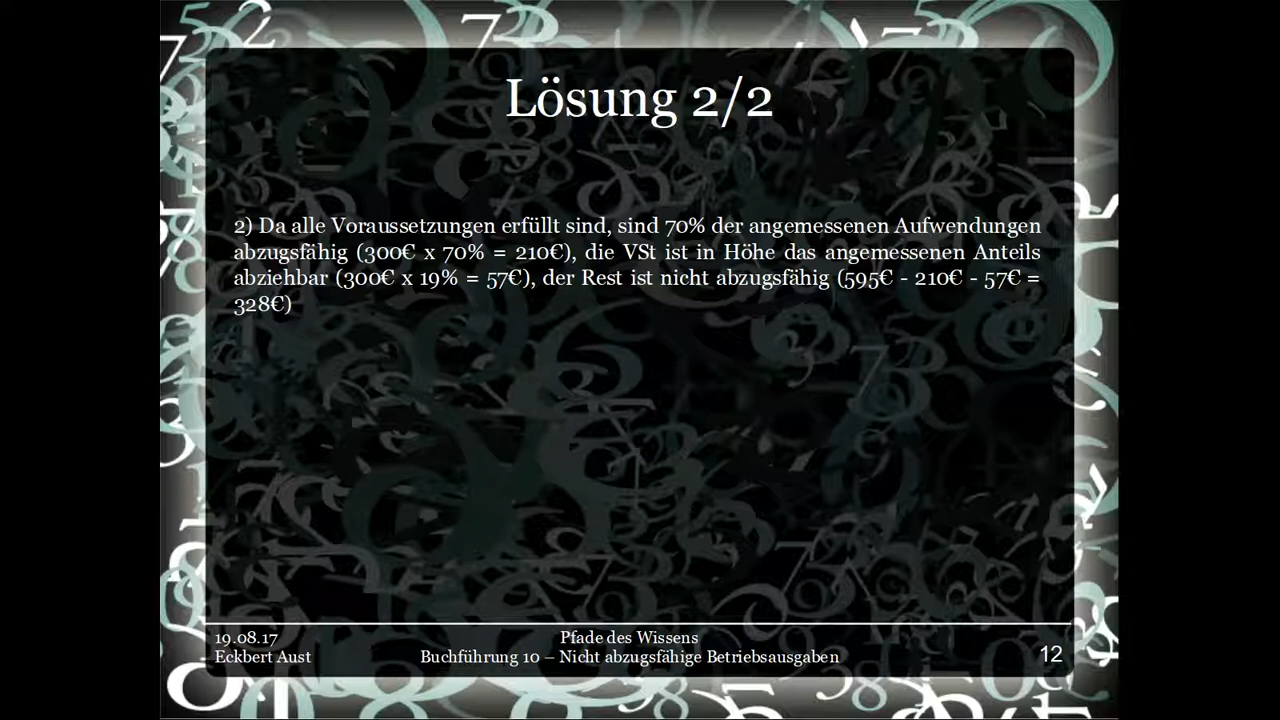 Lösung 2/2
2) Da alle Voraussetzungen erfüllt sind, sind 70% der angemessenen Aufwendungen
abzugsfähig (300€ x 70% = 210€), die VSt ist in Höhe das angemessenen Anteils
abziehbar (300€ x 19% = 57€), der Rest ist nicht abzugsfähig (595€ - 210€ - 57€ =
328€)
19.08.17
Eckbert Aust
Pfade des Wissens
Buchführung 10 – Nicht abzugsfähige Betriebsausgaben
12